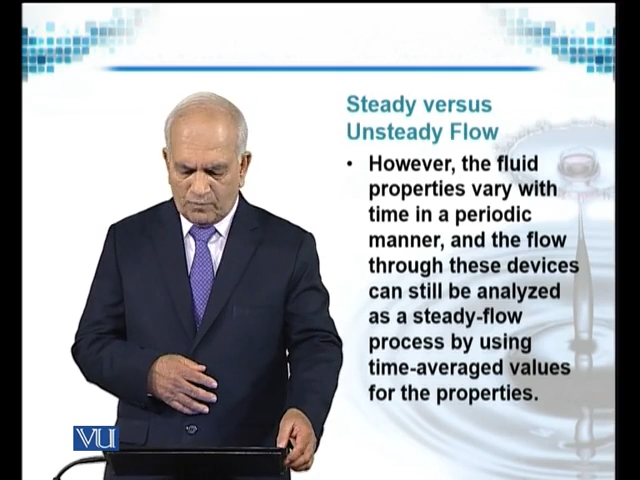 Steady versus
Unsteady Flow
• However, the fluid
properties vary with
time in a periodic
manner, and the flow
through these devices
can still be analyzed
as a steady-flow
process by using
time-averaged values
for the properties.
VU